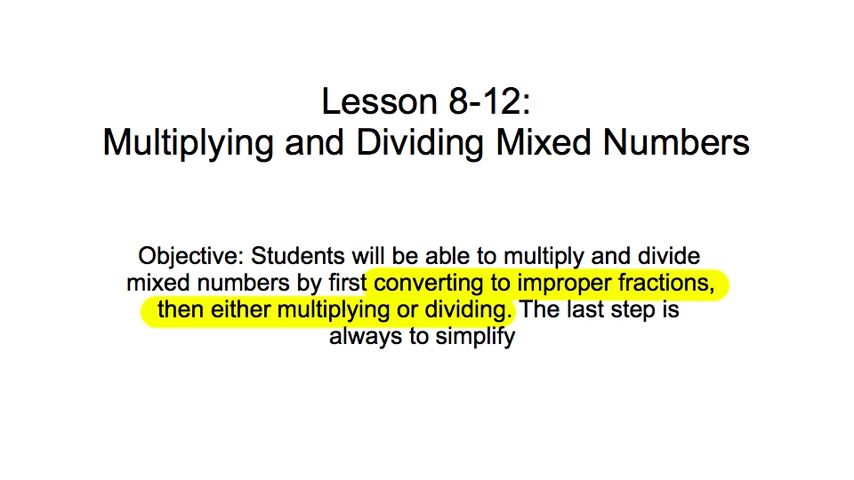 Lesson 8-12:
Multiplying and Dividing Mixed Numbers
Objective: Students will be able to multiply and divide
mixed numbers by first converting to improper fractions,
then either multiplying or dividing. The last step is
always to simplify